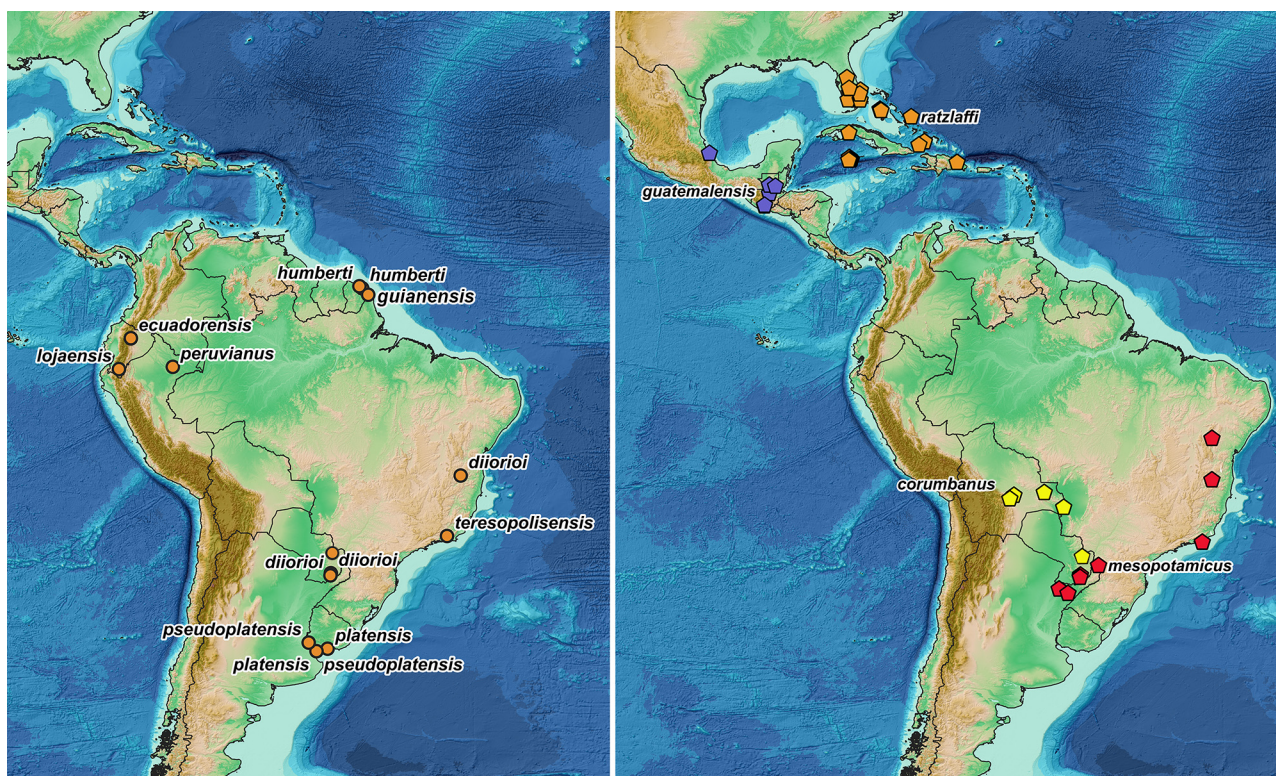 humberti
humberti
guianensis
ecuadorensis
lojaensis
peruvianus
diiorioi
teresopolisensis
diiorioi
diiorioi
pseudoplatensis
platensis
platensis
pseudoplatensis
ratzlaffi
guatemalensis
corumbanus
mesopotamicus